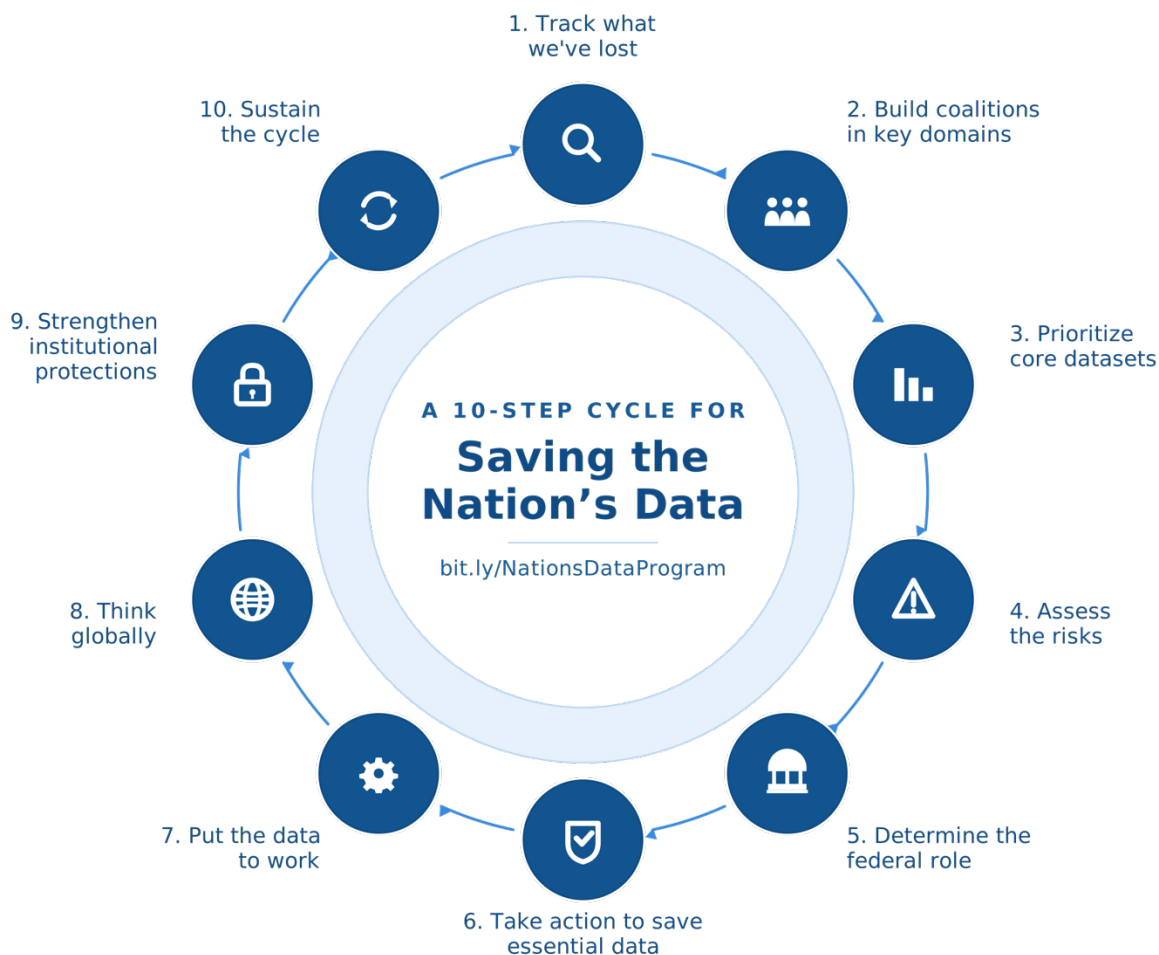 1. Track what
we've lost
2. Build coalitions
in key domains
3. Prioritize
core datasets
4. Assess
the risks
5. Determine the
federal role
6. Take action to save
essential data
7. Put the data
to work
8. Think
globally
9. Strengthen
institutional
protections
10. Sustain
the cycle
A 10-STEP CYCLE FOR
Saving the
Nation’s Data
bit.ly/NationsDataProgram